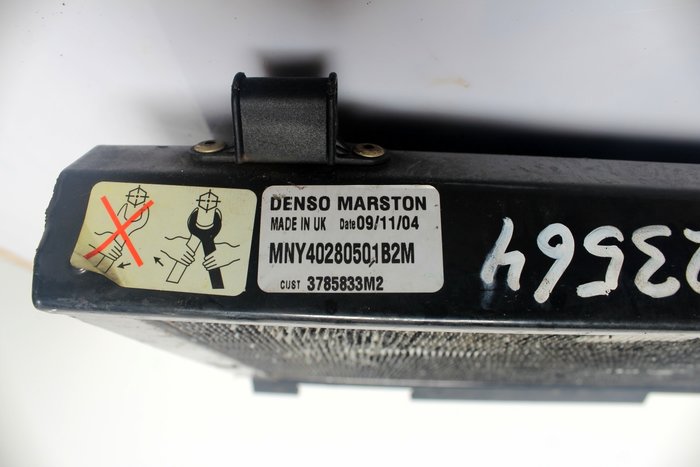 DENSO MARSTON
MADE IN UK Date 09/11/04
MNY40280501B2M
CUST 3785833M2
23564